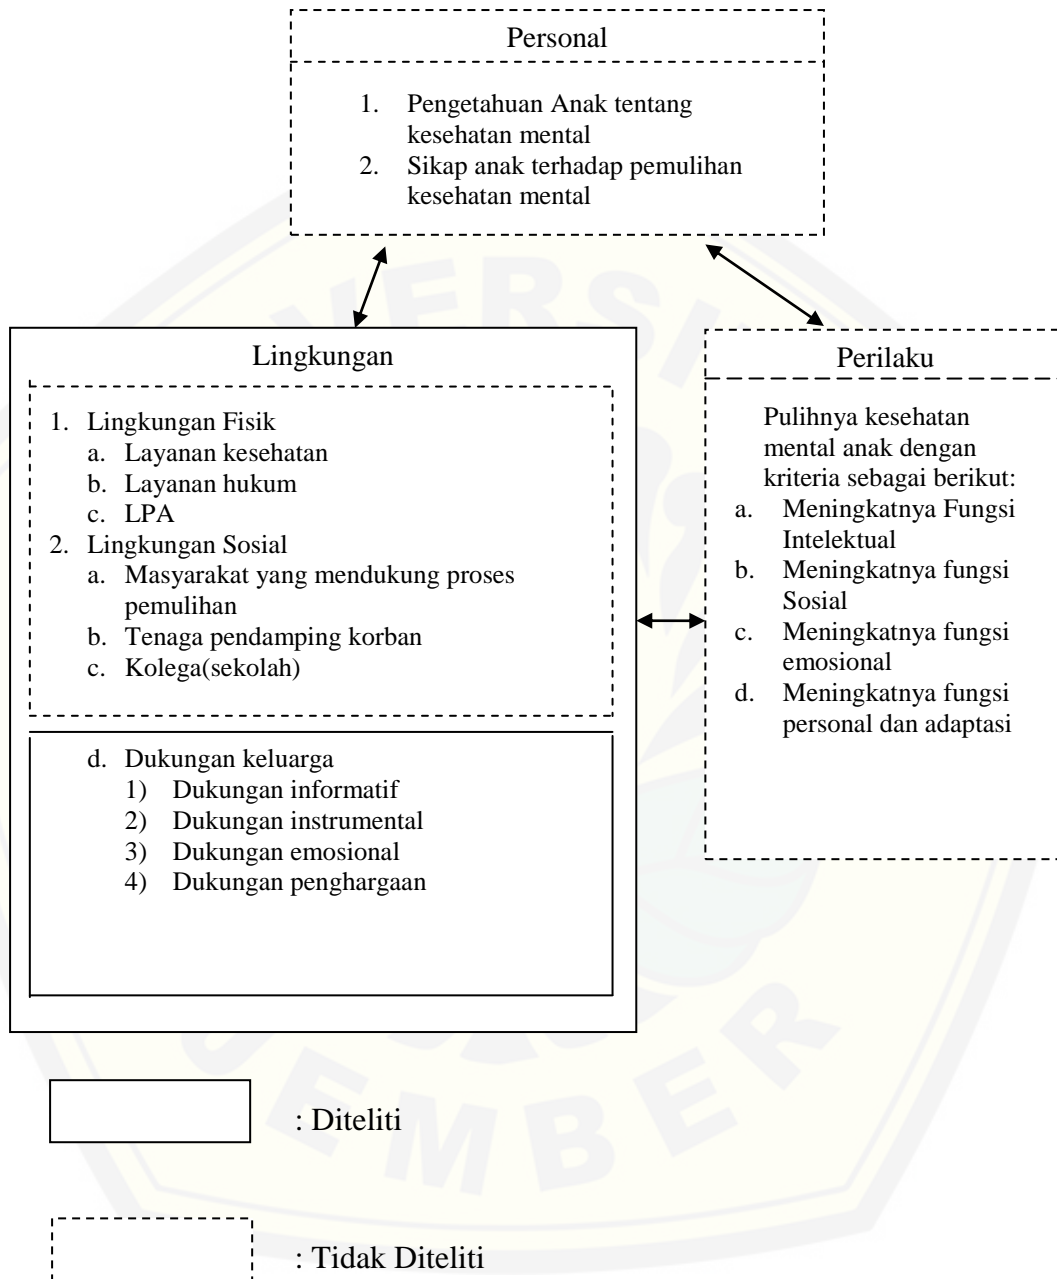 Personal
1. Pengetahuan Anak tentang
kesehatan mental
2. Sikap anak terhadap pemulihan
kesehatan mental
Lingkungan
1. Lingkungan Fisik
a. Layanan kesehatan
b. Layanan hukum
c. LPA
2. Lingkungan Sosial
a. Masyarakat yang mendukung proses
pemulihan
b. Tenaga pendamping korban
c. Kolega(sekolah)
d. Dukungan keluarga
1) Dukungan informatif
2) Dukungan instrumental
3) Dukungan emosional
4) Dukungan penghargaan
Perilaku
Pulihnya kesehatan
mental anak dengan
kriteria sebagai berikut:
a. Meningkatnya Fungsi
Intelektual
b. Meningkatnya fungsi
Sosial
c. Meningkatnya fungsi
emosional
d. Meningkatnya fungsi
personal dan adaptasi
: Diteliti
: Tidak Diteliti
VERSI
JEMBER